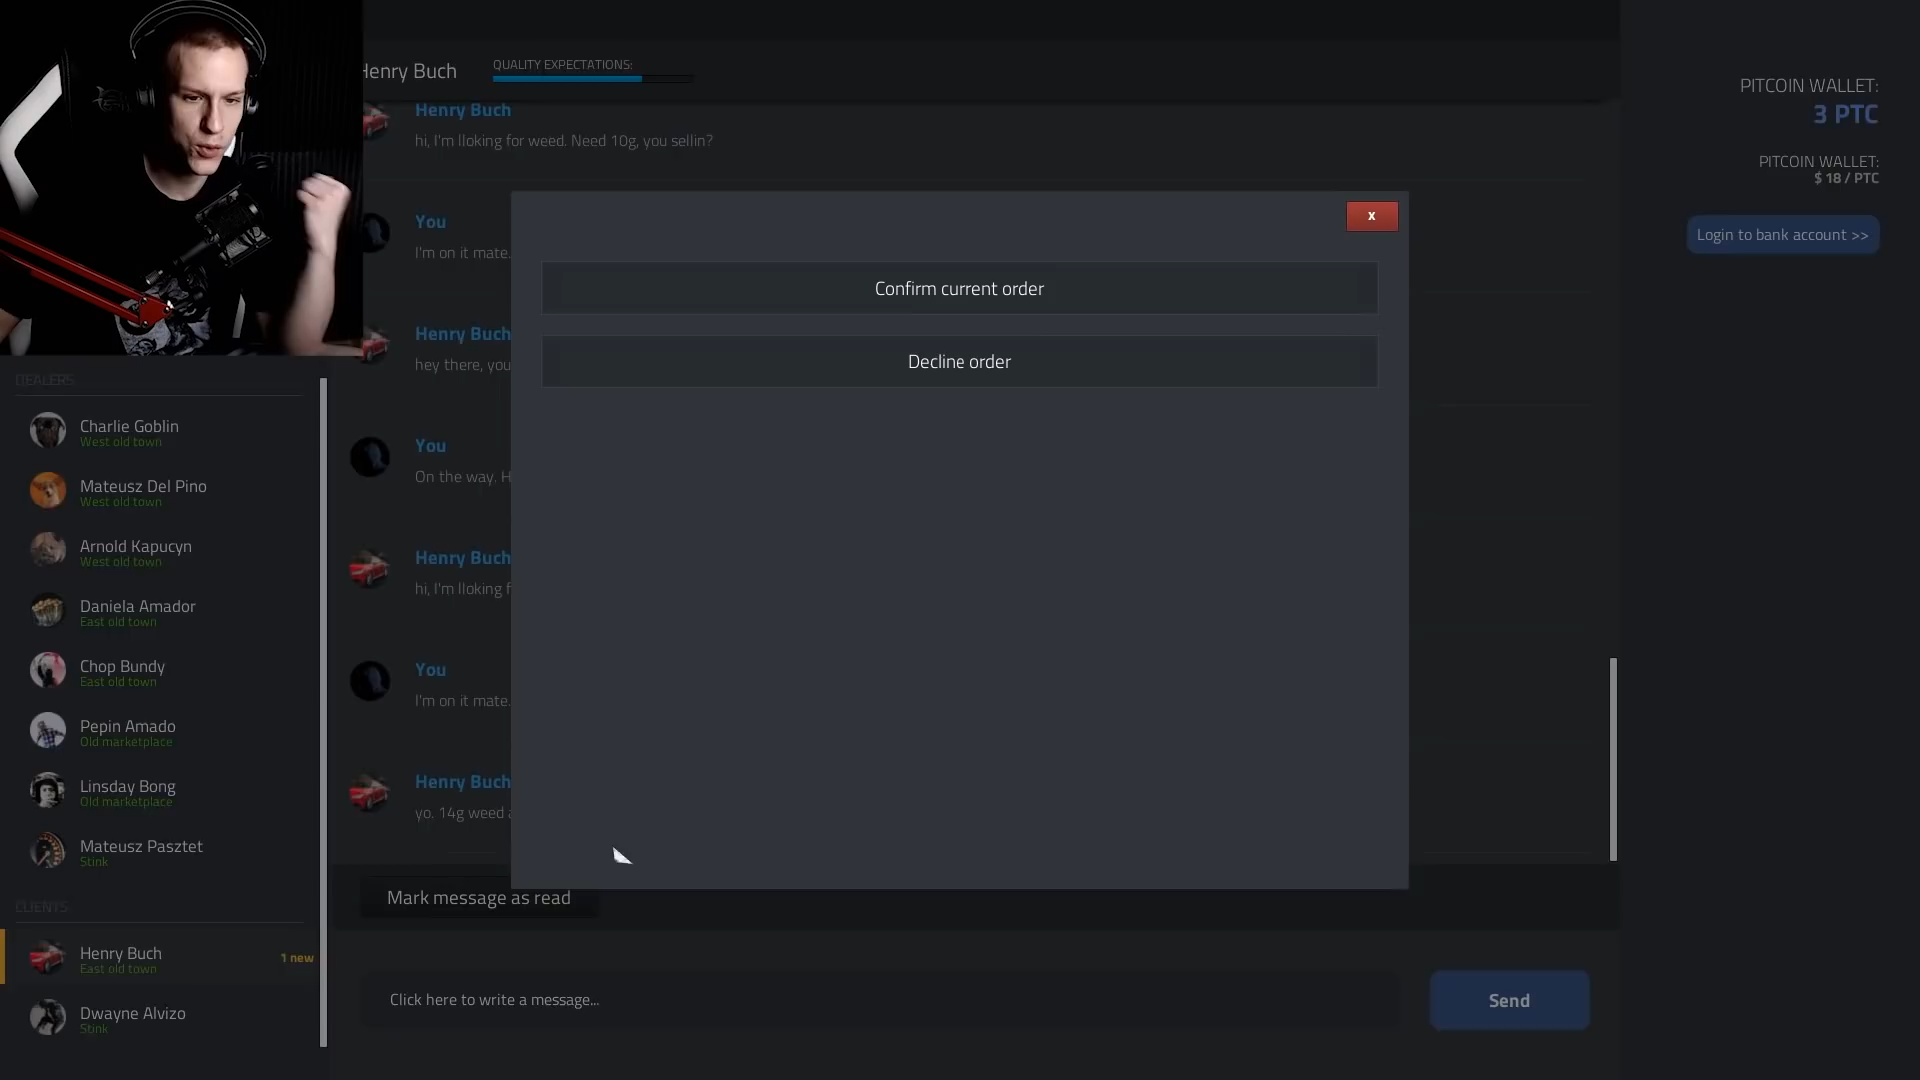 Henry Buch
QUALITY EXPECTATIONS:
Henry Buch
hi, I'm lloking for weed. Need 10g, you sellin?
You
I'm on it mate.
Henry Buch
hey there, you
You
On the way. H
Henry Buch
hi, I'm lloking f
You
I'm on it mate.
Henry Buch
yo. 14g weed a
x
Confirm current order
Decline order
PITCOIN WALLET:
3 PTC
PITCOIN WALLET:
$ 18 / PTC
Login to bank account >>
DEALERS
Charlie Goblin
West old town
Mateusz Del Pino
West old town
Arnold Kapucyn
West old town
Daniela Amador
East old town
Chop Bundy
East old town
Pepin Amado
Old marketplace
Linsday Bong
Old marketplace
Mateusz Pasztet
Stink
CLIENTS
Henry Buch
1 new
East old town
Dwayne Alvizo
Stink
Mark message as read
Click here to write a message...
Send